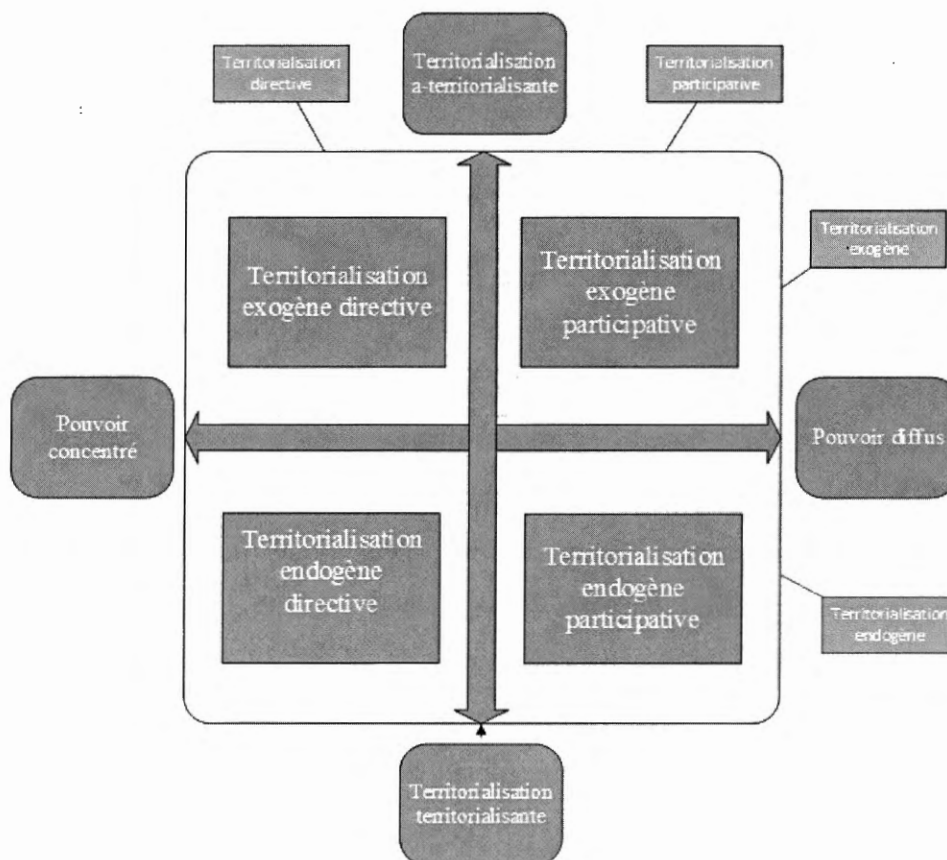 Territorialisation
directive
Territorialisation
a-territorialisante
Territorialisation
participative
Territorialisation
exogène directive
Territorialisation
exogène
participative
Territorialisation
exogène
Pouvoir
concentré
Pouvoir diffus
Territorialisation
endogène
directive
Territorialisation
endogène
participative
Territorialisation
endogène
Territorialisation
territorialisante